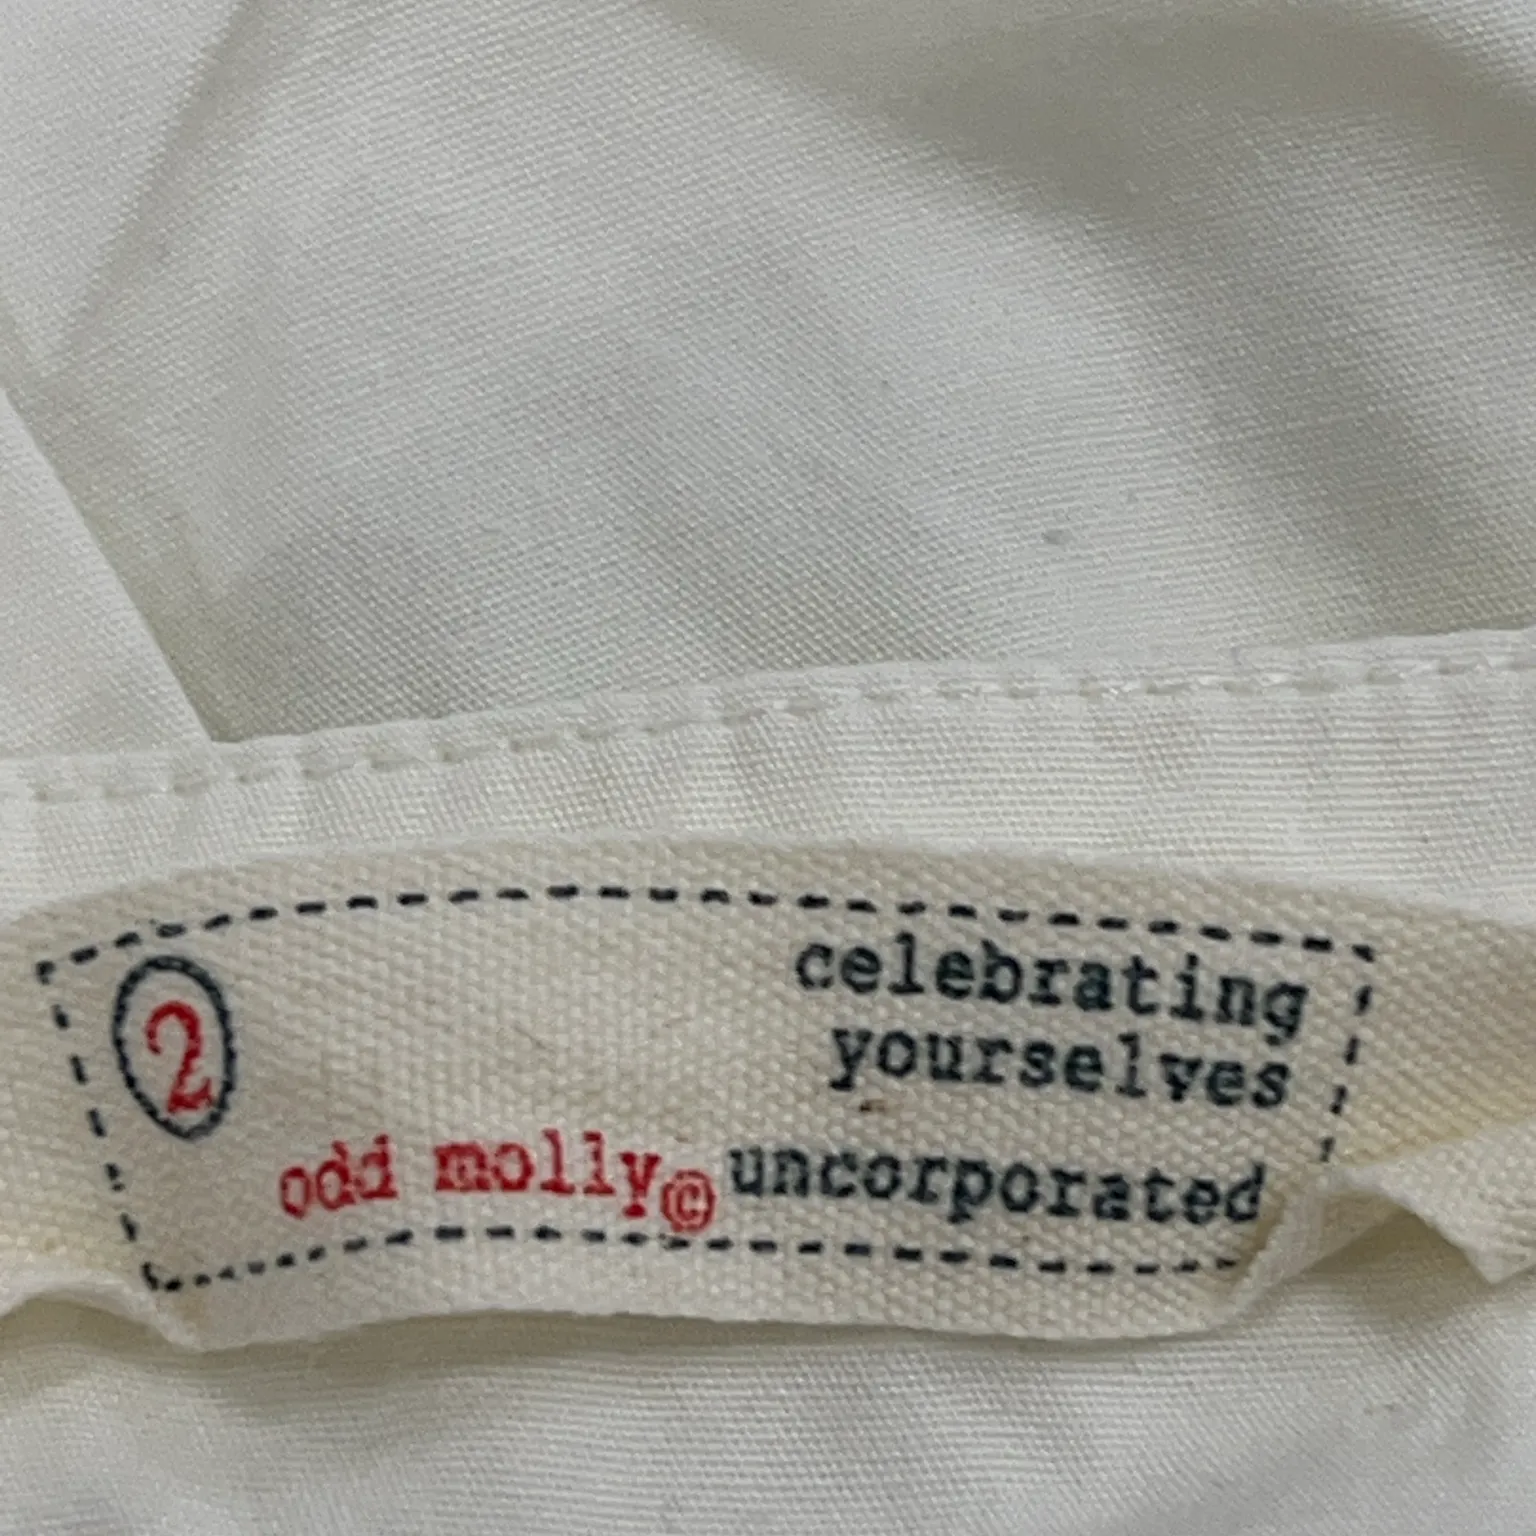 2
celebrating
yourselves
odd molly© uncorporated